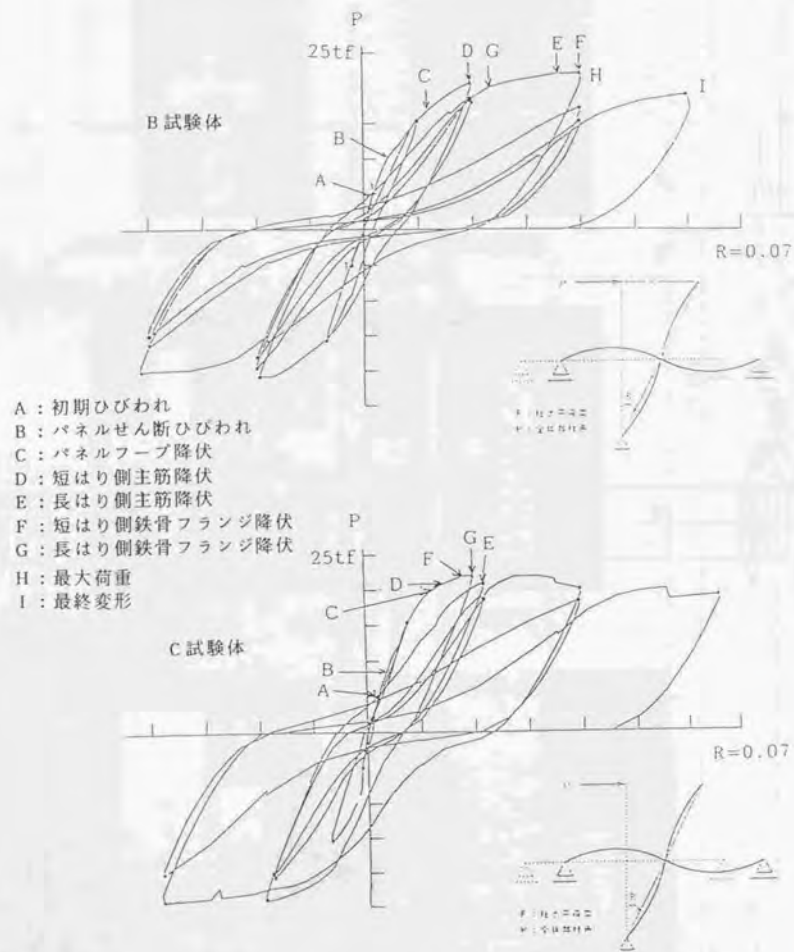 P
25tf
A
B
C
D
G
E
F
H
I
B試験体
R=0.07
P
R
A : 初期ひびわれ
B : パネルせん断ひびわれ
C : パネルフープ降伏
D : 短はり側主筋降伏
E : 長はり側主筋降伏
F : 短はり側鉄骨フランジ降伏
G : 長はり側鉄骨フランジ降伏
H : 最大荷重
I : 最終変形
P
25tf
A
B
C
D
F
G
E
C試験体
R=0.07
P
R